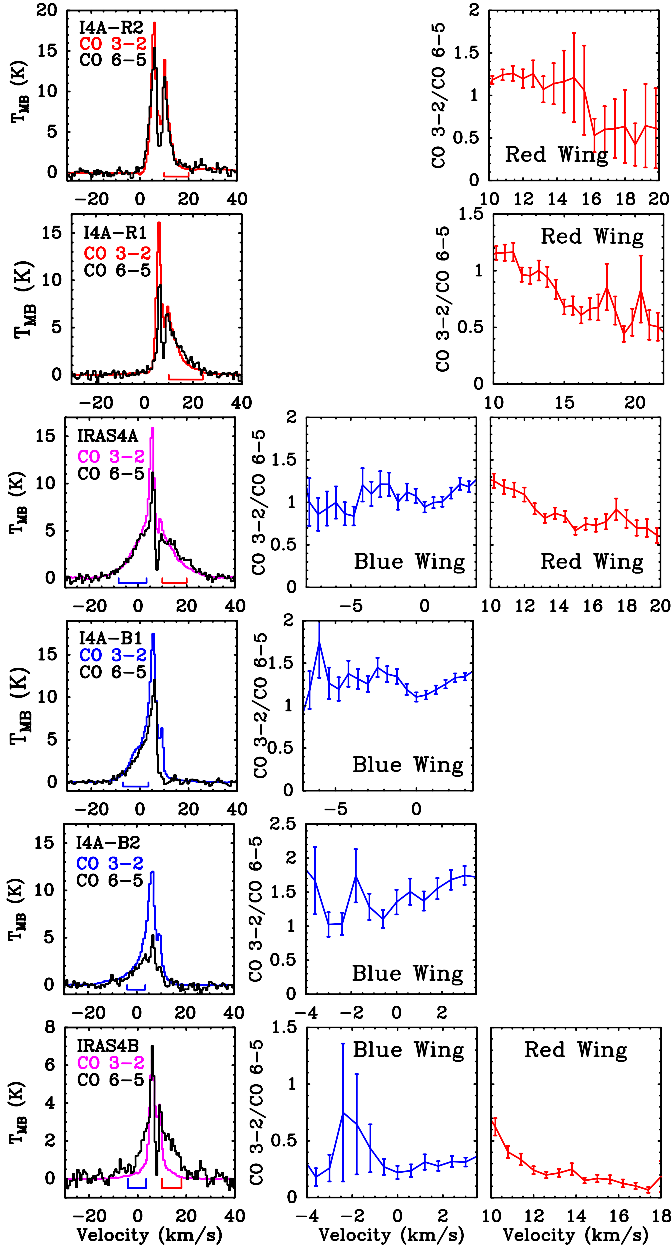 I4A-R2
CO 3-2
CO 6-5
T_MB (K)
20
15
10
5
0
-20 0 20 40
CO 3-2/CO 6-5
2
1.5
1
0.5
0
Red Wing
10 12 14 16 18 20
I4A-R1
CO 3-2
CO 6-5
T_MB (K)
15
10
5
0
-20 0 20 40
CO 3-2/CO 6-5
1.5
1
0.5
0
Red Wing
10 15 20
IRAS4A
CO 3-2
CO 6-5
T_MB (K)
15
10
5
0
-20 0 20 40
CO 3-2/CO 6-5
2
1.5
1
0.5
0
Blue Wing
-5 0
Red Wing
10 12 14 16 18 20
I4A-B1
CO 3-2
CO 6-5
T_MB (K)
15
10
5
0
-20 0 20 40
CO 3-2/CO 6-5
2
1.5
1
0.5
0
Blue Wing
-5 0
I4A-B2
CO 3-2
CO 6-5
T_MB (K)
15
10
5
0
-20 0 20 40
CO 3-2/CO 6-5
2.5
2
1.5
1
0.5
0
Blue Wing
-4 -2 0 2
IRAS4B
CO 3-2
CO 6-5
T_MB (K)
8
6
4
2
0
-20 0 20 40
Velocity (km/s)
CO 3-2/CO 6-5
1.5
1
0.5
0
Blue Wing
-4 -2 0 2
Velocity (km/s)
Red Wing
10 12 14 16 18
Velocity (km/s)